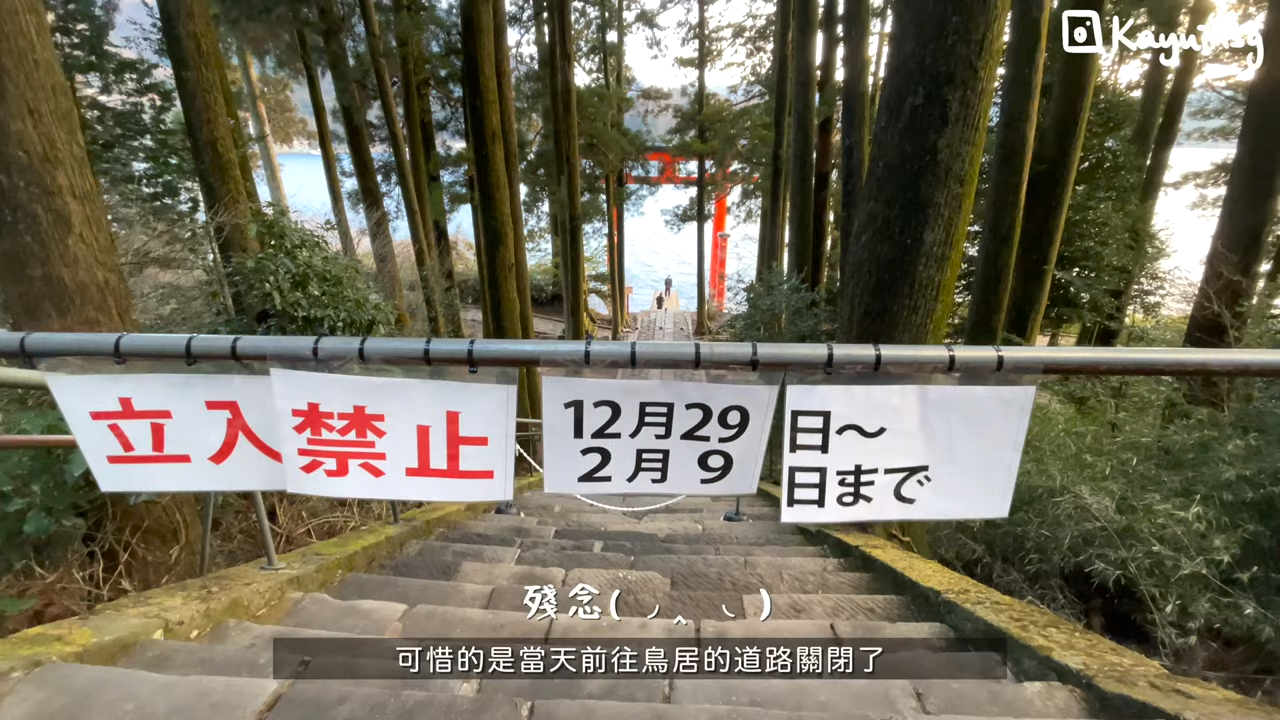 立入禁止
12月29日～
2月9日まで
殘念(◞‸◟)
可惜的是當天前往鳥居的道路關閉了